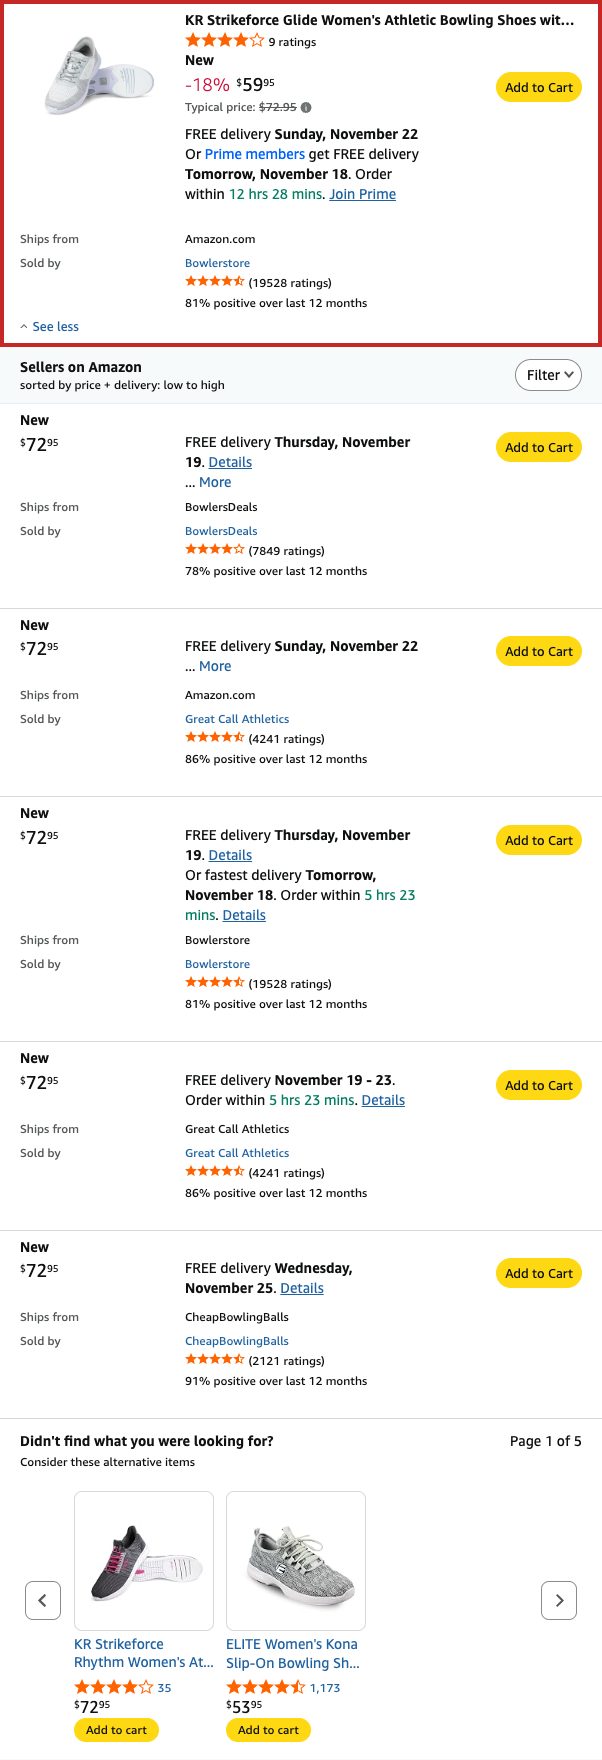 KR Strikeforce Glide Women's Athletic Bowling Shoes wit...
9 ratings
New
-18% $5995
Typical price: $72.95
Add to Cart
FREE delivery Sunday, November 22
Or Prime members get FREE delivery
Tomorrow, November 18. Order
within 12 hrs 28 mins. Join Prime
Ships from Amazon.com
Sold by Bowlerstore
(19528 ratings)
81% positive over last 12 months
See less
Sellers on Amazon
sorted by price + delivery: low to high
Filter
New
$7295
FREE delivery Thursday, November
19. Details
... More
Add to Cart
Ships from BowlersDeals
Sold by BowlersDeals
(7849 ratings)
78% positive over last 12 months
New
$7295
FREE delivery Sunday, November 22
... More
Add to Cart
Ships from Amazon.com
Sold by Great Call Athletics
(4241 ratings)
86% positive over last 12 months
New
$7295
FREE delivery Thursday, November
19. Details
Or fastest delivery Tomorrow,
November 18. Order within 5 hrs 23
mins. Details
Add to Cart
Ships from Bowlerstore
Sold by Bowlerstore
(19528 ratings)
81% positive over last 12 months
New
$7295
FREE delivery November 19 - 23.
Order within 5 hrs 23 mins. Details
Add to Cart
Ships from Great Call Athletics
Sold by Great Call Athletics
(4241 ratings)
86% positive over last 12 months
New
$7295
FREE delivery Wednesday,
November 25. Details
Add to Cart
Ships from CheapBowlingBalls
Sold by CheapBowlingBalls
(2121 ratings)
91% positive over last 12 months
Didn't find what you were looking for?
Page 1 of 5
Consider these alternative items
KR Strikeforce
Rhythm Women's At...
35
$7295
Add to cart
ELITE Women's Kona
Slip-On Bowling Sh...
1,173
$5395
Add to cart